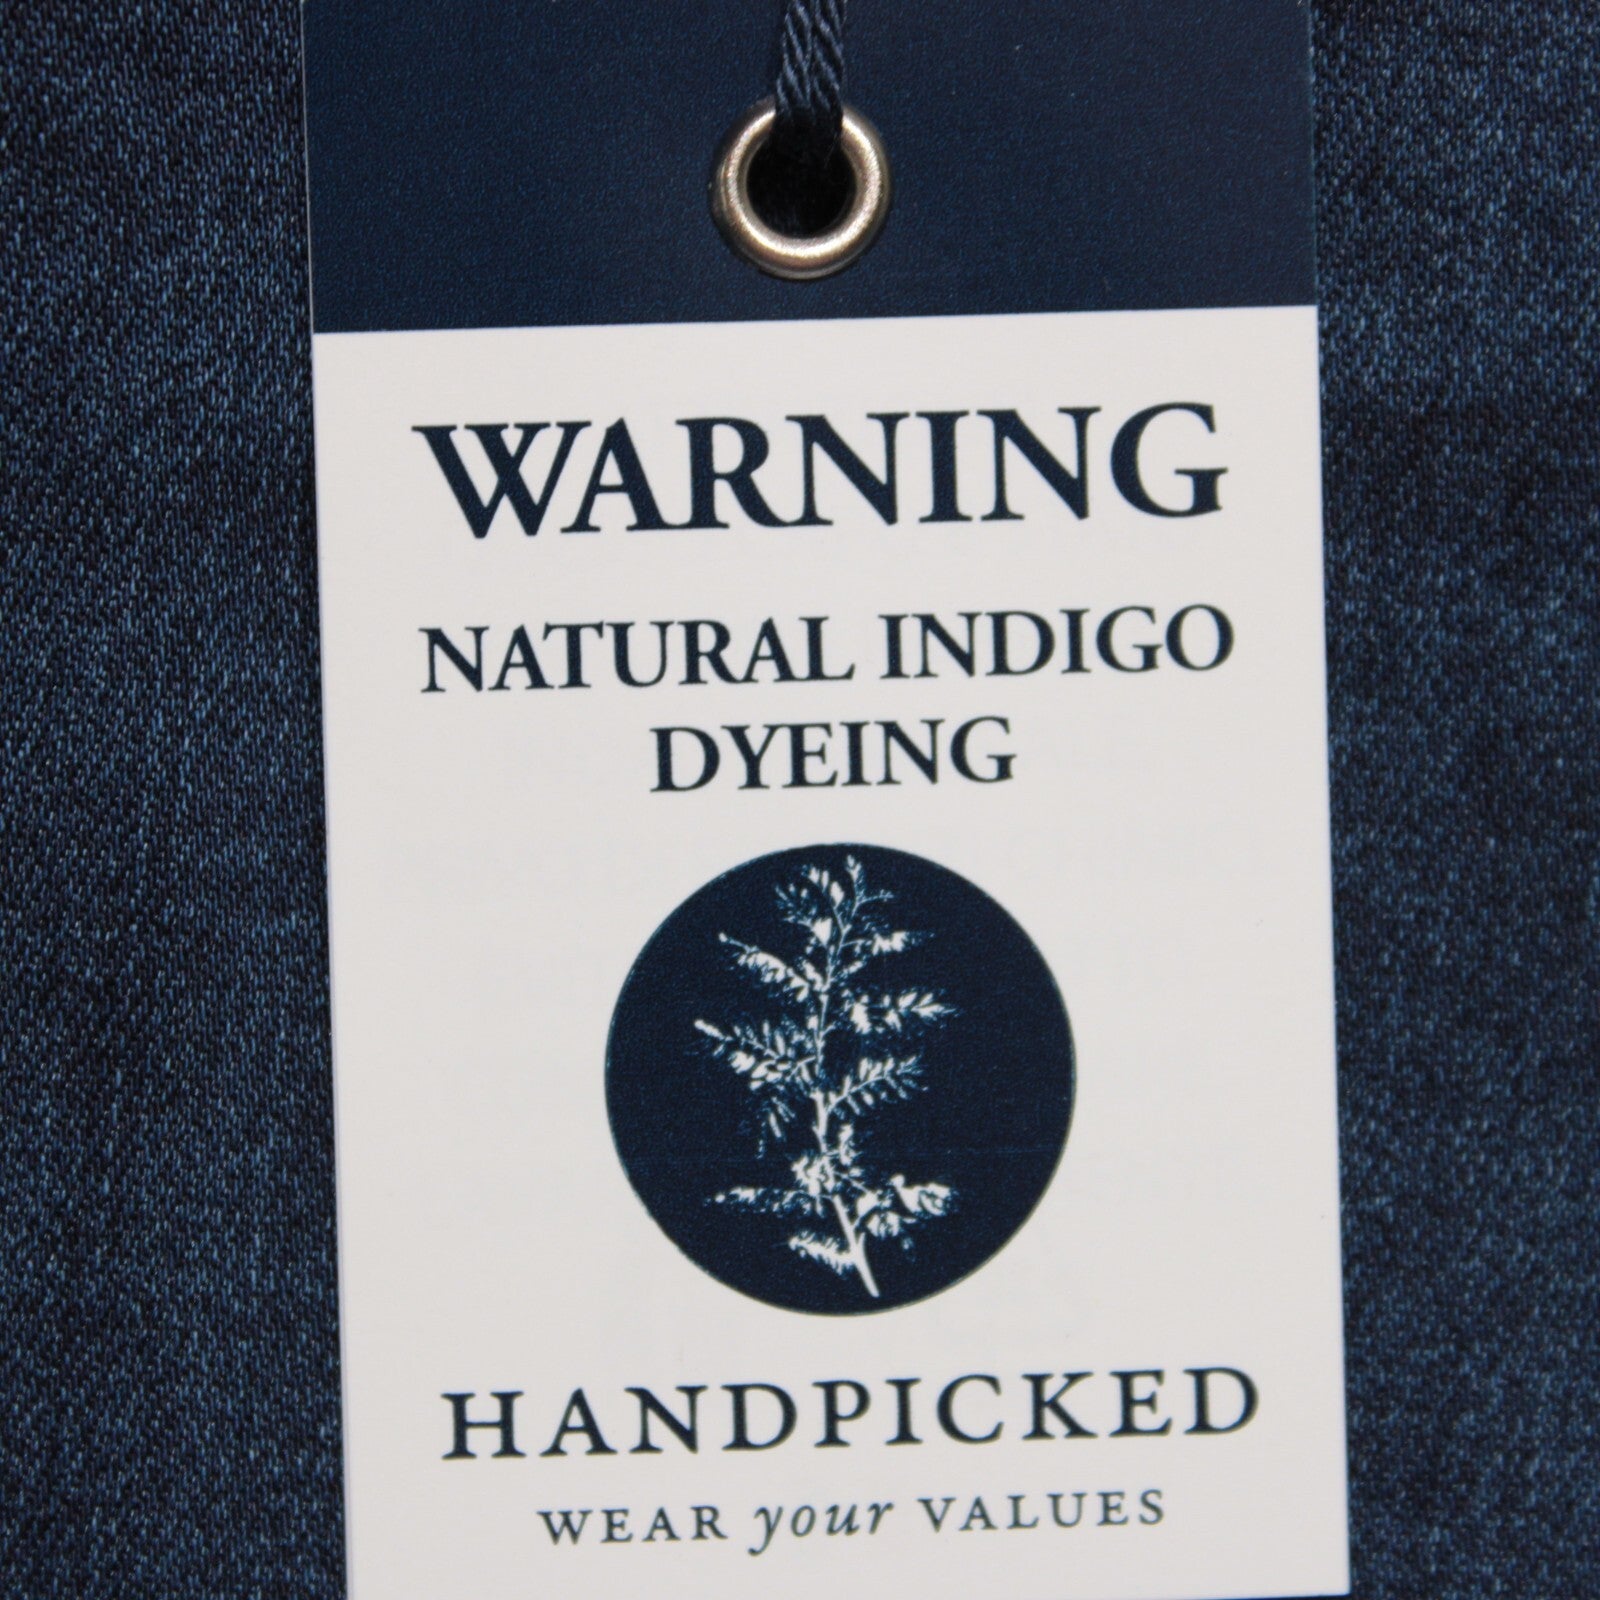 WARNING
NATURAL INDIGO
DYEING
HANDPICKED
WEAR your VALUES